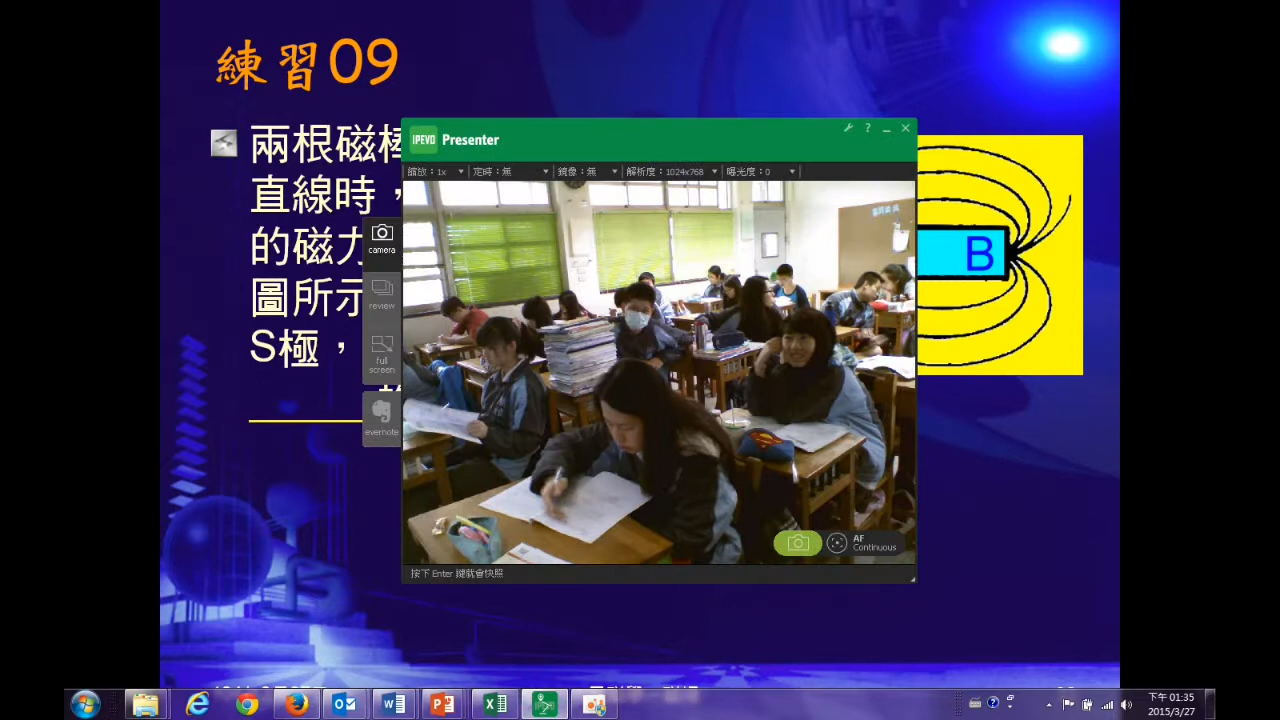 練習09
兩根磁棒
直線時，
的磁力
圖所示
S極，
B
IPEVO Presenter
縮放：1x 定時：無 鏡像：無 解析度：1024x768 曝光度：0
camera
review
full
screen
evernote
AF
Continuous
按下 Enter 鍵就會快照
下午 01:35
2015/3/27